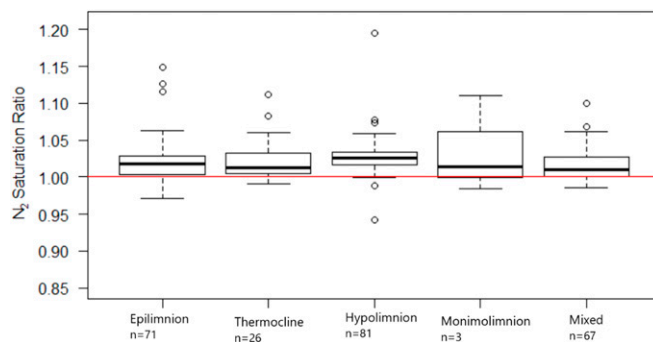 1.20
1.15
1.10
1.05
1.00
0.95
0.90
0.85
N₂ Saturation Ratio
Epilimnion
n=71
Thermocline
n=26
Hypolimnion
n=81
Monimolimnion
n=3
Mixed
n=67